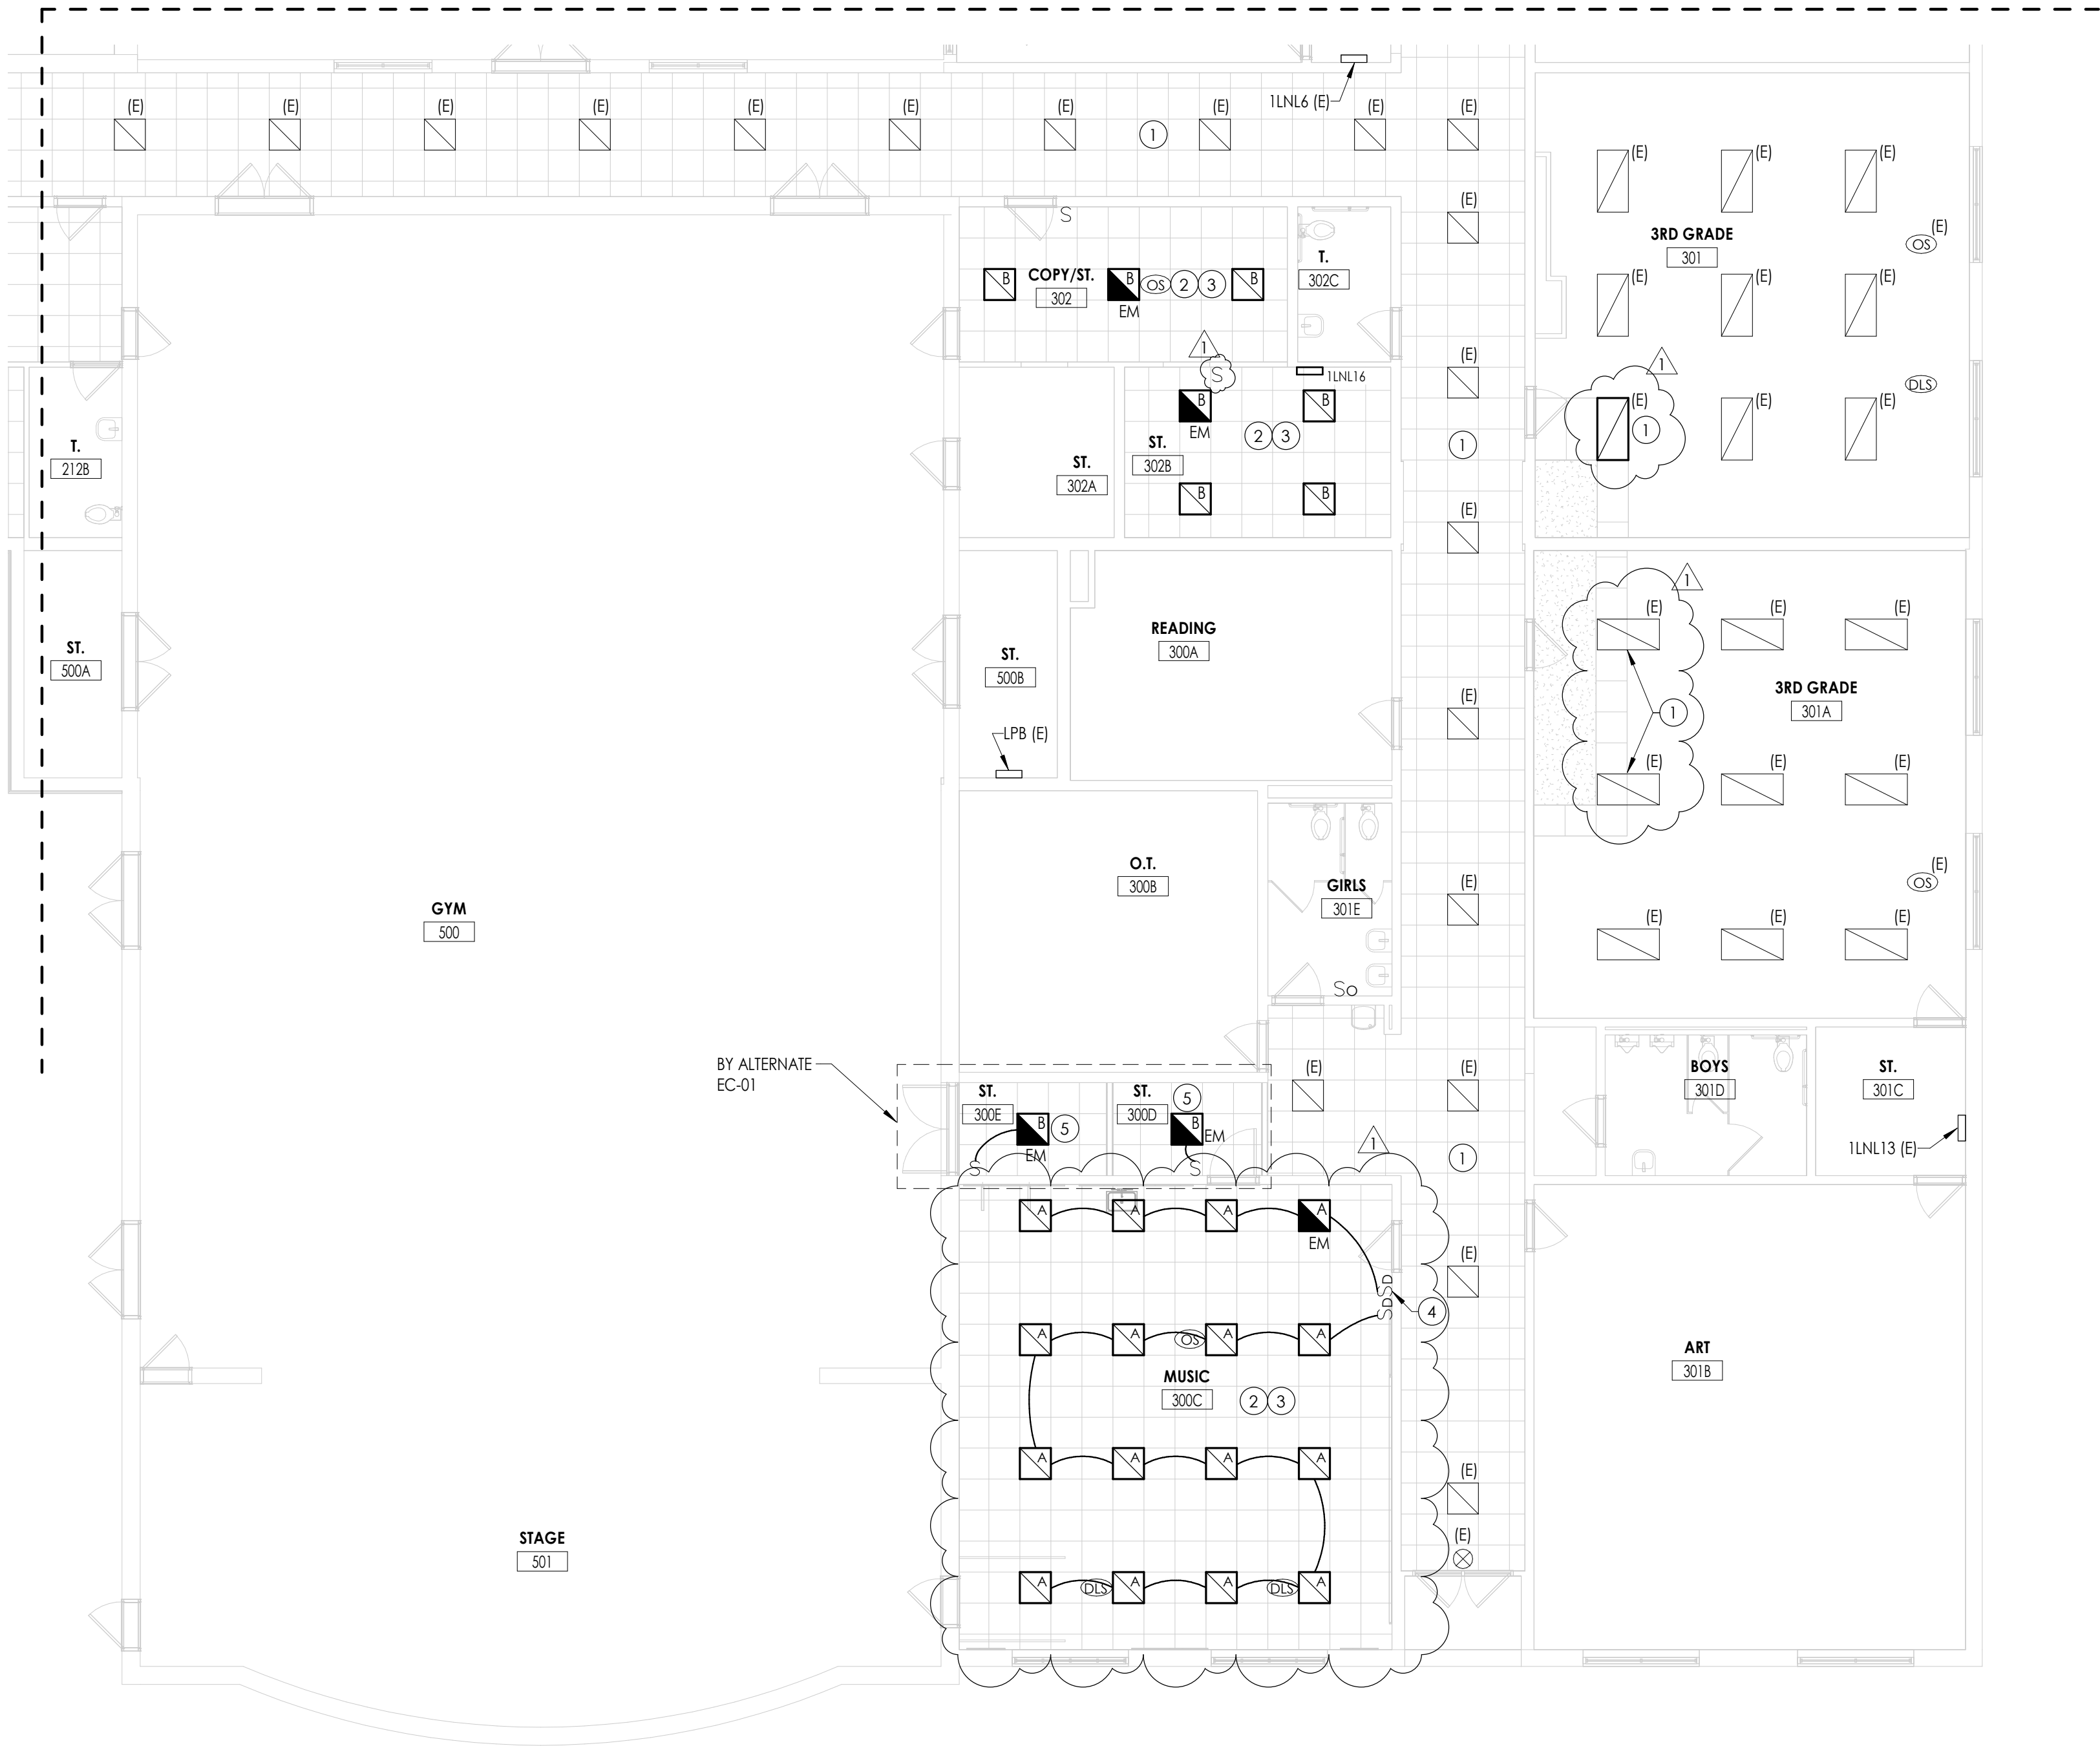 1LNL6 (E)
(E)
(E)
(E)
(E)
(E)
(E)
(E)
(E)
(E)
(E)
1
(E)
(E)
(E)
S
3RD GRADE
301
(E)
OS
(E)
COPY/ST.
302
B
B
EM
OS
2
3
B
T.
302C
(E)
(E)
(E)
1
S
1LNL16
(E)
1
DLS
T.
212B
B
EM
B
2
3
ST.
302B
B
B
ST.
302A
1
(E)
1
(E)
(E)
(E)
1
(E)
(E)
(E)
READING
300A
ST.
500A
ST.
500B
(E)
3RD GRADE
301A
1
LPB (E)
(E)
(E)
(E)
O.T.
300B
GIRLS
301E
(E)
(E)
OS
GYM
500
(E)
(E)
(E)
So
BY ALTERNATE
EC-01
ST.
300E
B
5
EM
S
ST.
300D
5
B
EM
S
(E)
(E)
1
1
BOYS
301D
ST.
301C
1LNL13 (E)
A
A
A
A
EM
(E)
SD
SD
4
A
A
OS
A
A
MUSIC
300C
2
3
ART
301B
A
A
A
A
(E)
STAGE
501
(E)
A
DLS
A
A
DLS
A